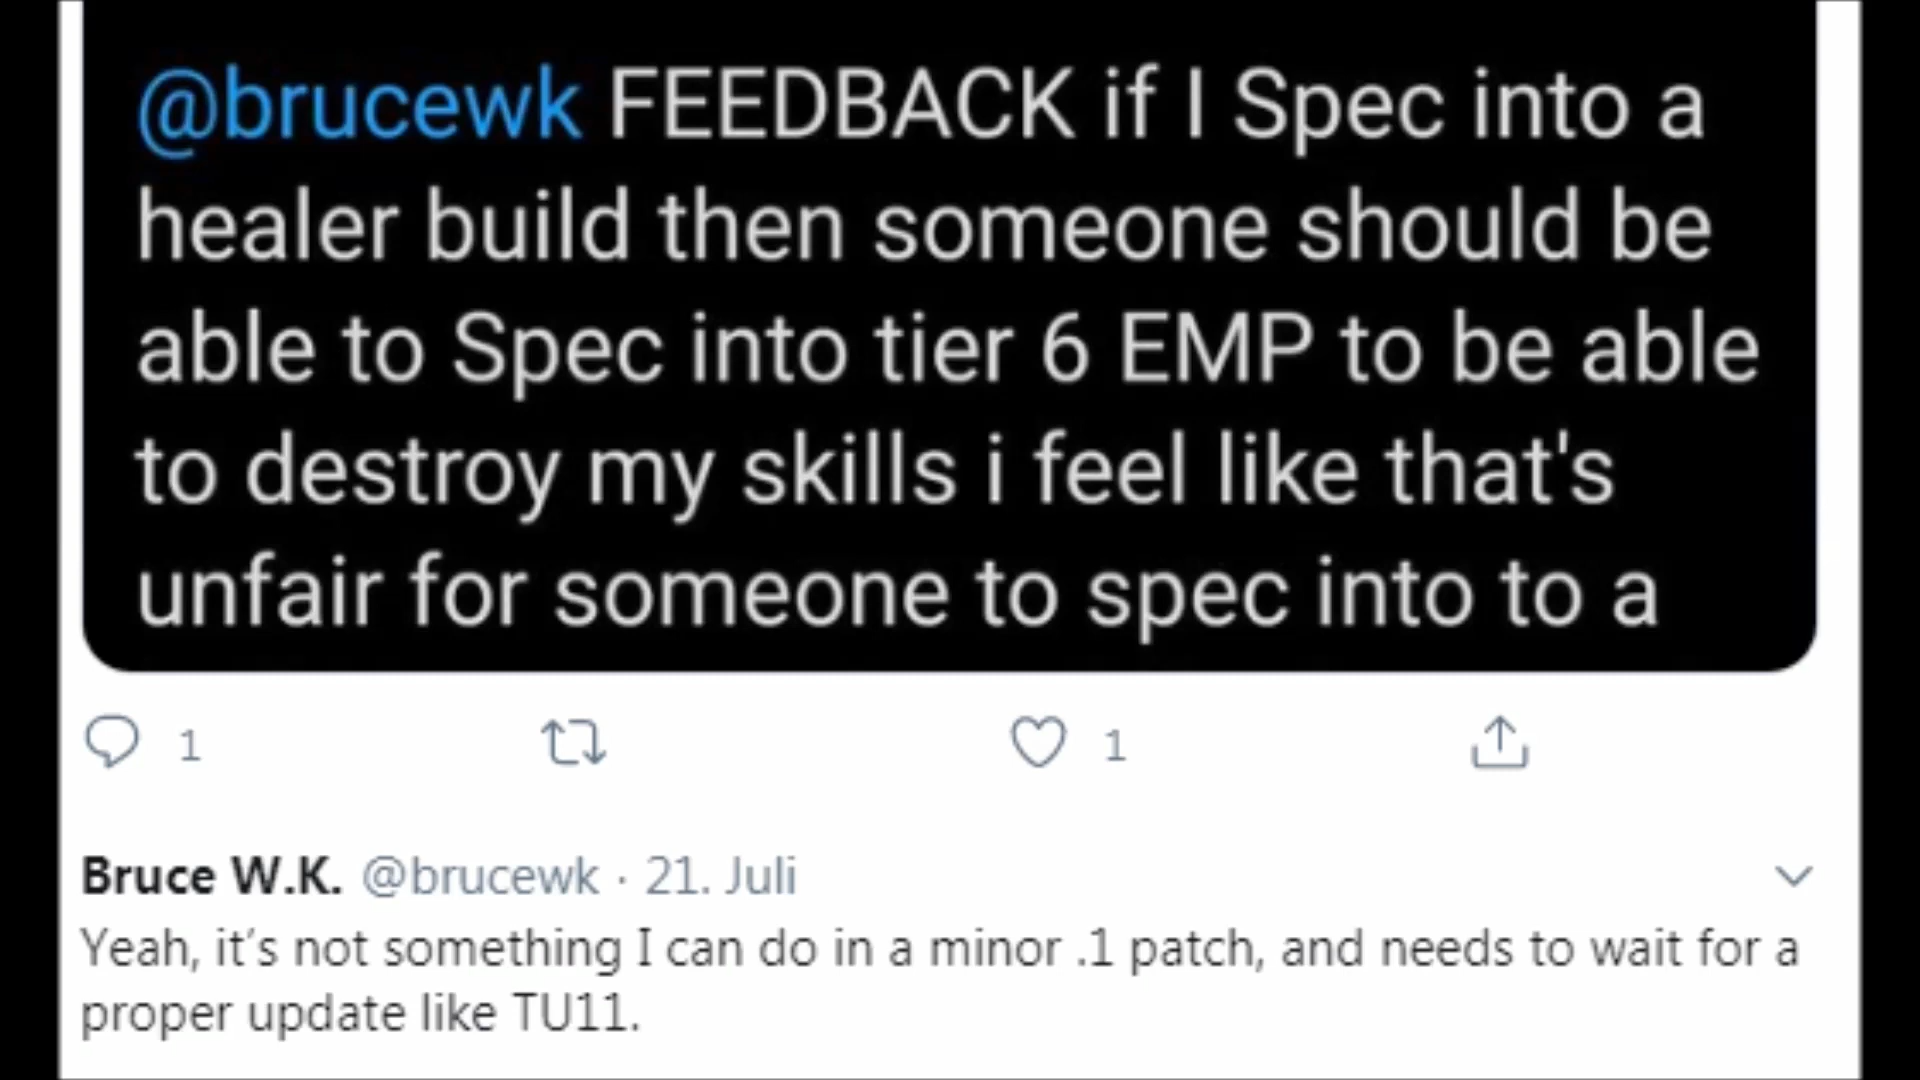 @brucewk FEEDBACK if I Spec into a
healer build then someone should be
able to Spec into tier 6 EMP to be able
to destroy my skills i feel like that's
unfair for someone to spec into to a
1 1
Bruce W.K. @brucewk · 21. Juli
Yeah, it’s not something I can do in a minor .1 patch, and needs to wait for a
proper update like TU11.